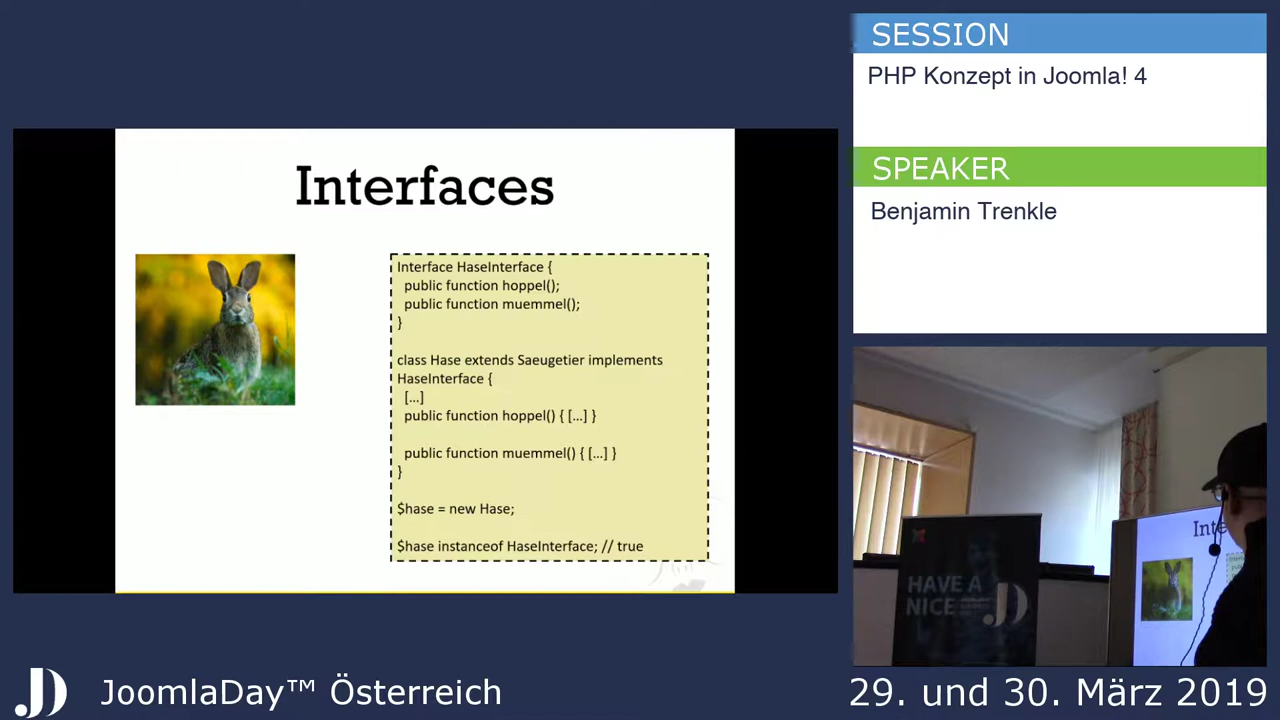 SESSION
PHP Konzept in Joomla! 4
SPEAKER
Benjamin Trenkle
Interfaces
Interface HaseInterface {
public function hoppel();
public function muemmel();
}
class Hase extends Saeugetier implements
HaseInterface {
[...]
public function hoppel() { [...] }
public function muemmel() { [...] }
}
$hase = new Hase;
$hase instanceof HaseInterface; // true
HAVE A
NICE JD
JD JoomlaDay™ Österreich
29. und 30. März 2019